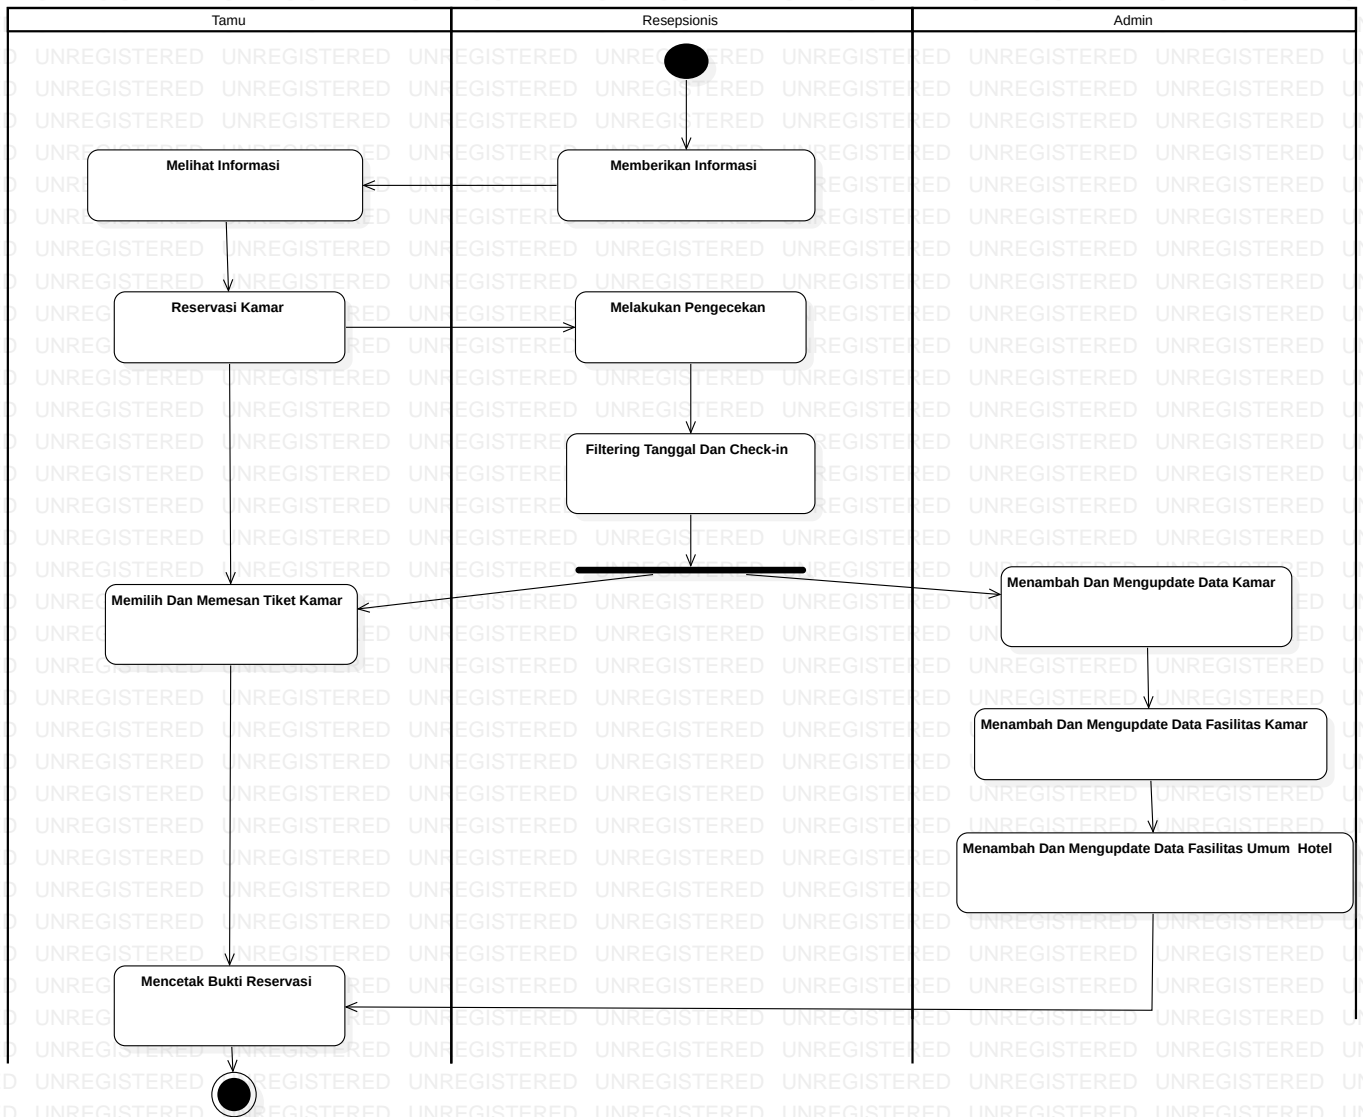 Tamu
Resepsionis
Admin
Melihat Informasi
Memberikan Informasi
Reservasi Kamar
Melakukan Pengecekan
Filtering Tanggal Dan Check-in
Memilih Dan Memesan Tiket Kamar
Menambah Dan Mengupdate Data Kamar
Menambah Dan Mengupdate Data Fasilitas Kamar
Menambah Dan Mengupdate Data Fasilitas Umum  Hotel
Mencetak Bukti Reservasi
UNREGISTERED